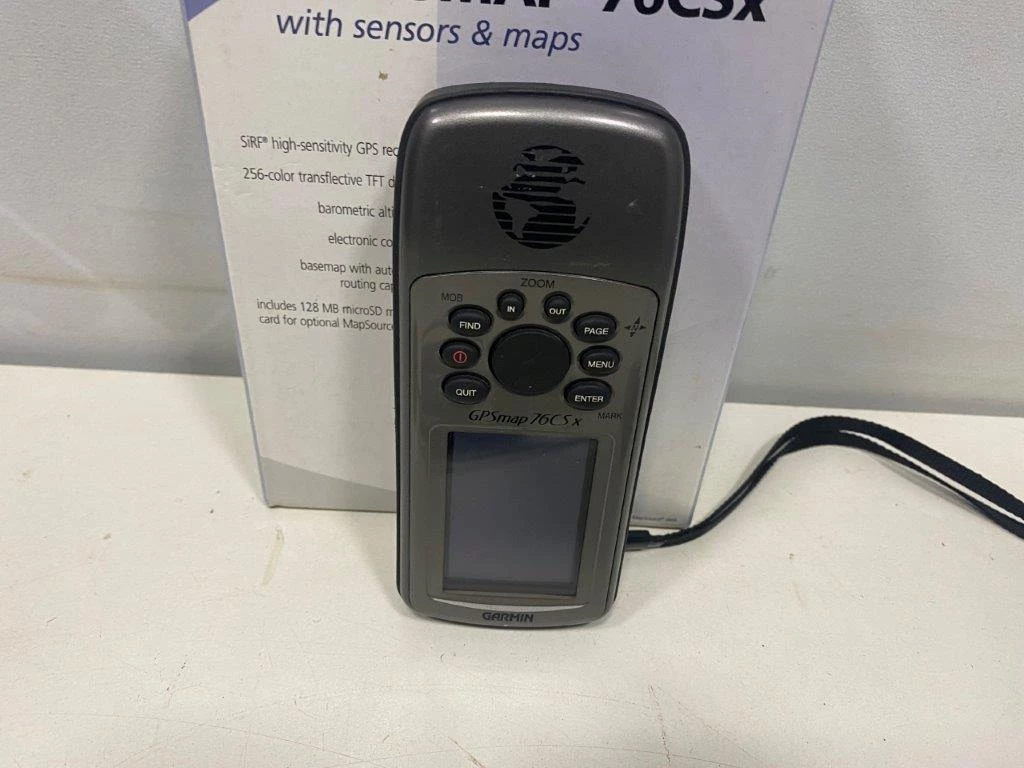 76CSx
with sensors & maps
SiRF® high-sensitivity GPS
256-color transflective TFT
barometric
electronic
basemap with
routing
includes 128 MB microSD
card for optional
ZOOM
MOB
IN
OUT
FIND
PAGE
N
MENU
QUIT
ENTER
MARK
GPSmap 76CSx
GARMIN